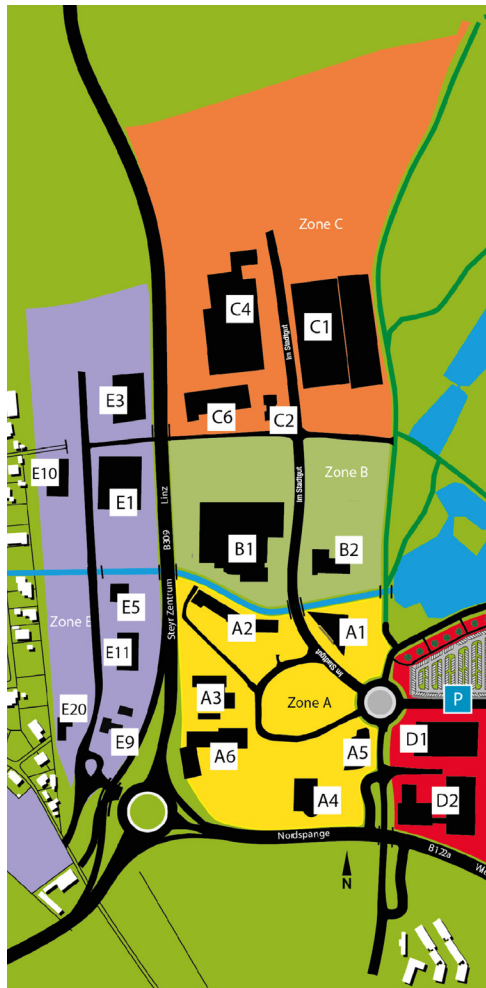 Zone C
C4
C1
Im Stadtgut
E3
C6
C2
Linz
E10
E1
Im Stadtgut
Zone B
B309
B1
B2
Steyr Zentrum
E5
Zone E
A2
A1
E11
Im Stadtgut
A3
Zone A
P
E20
E9
A6
A5
D1
A4
D2
Nordspange
B122a
N